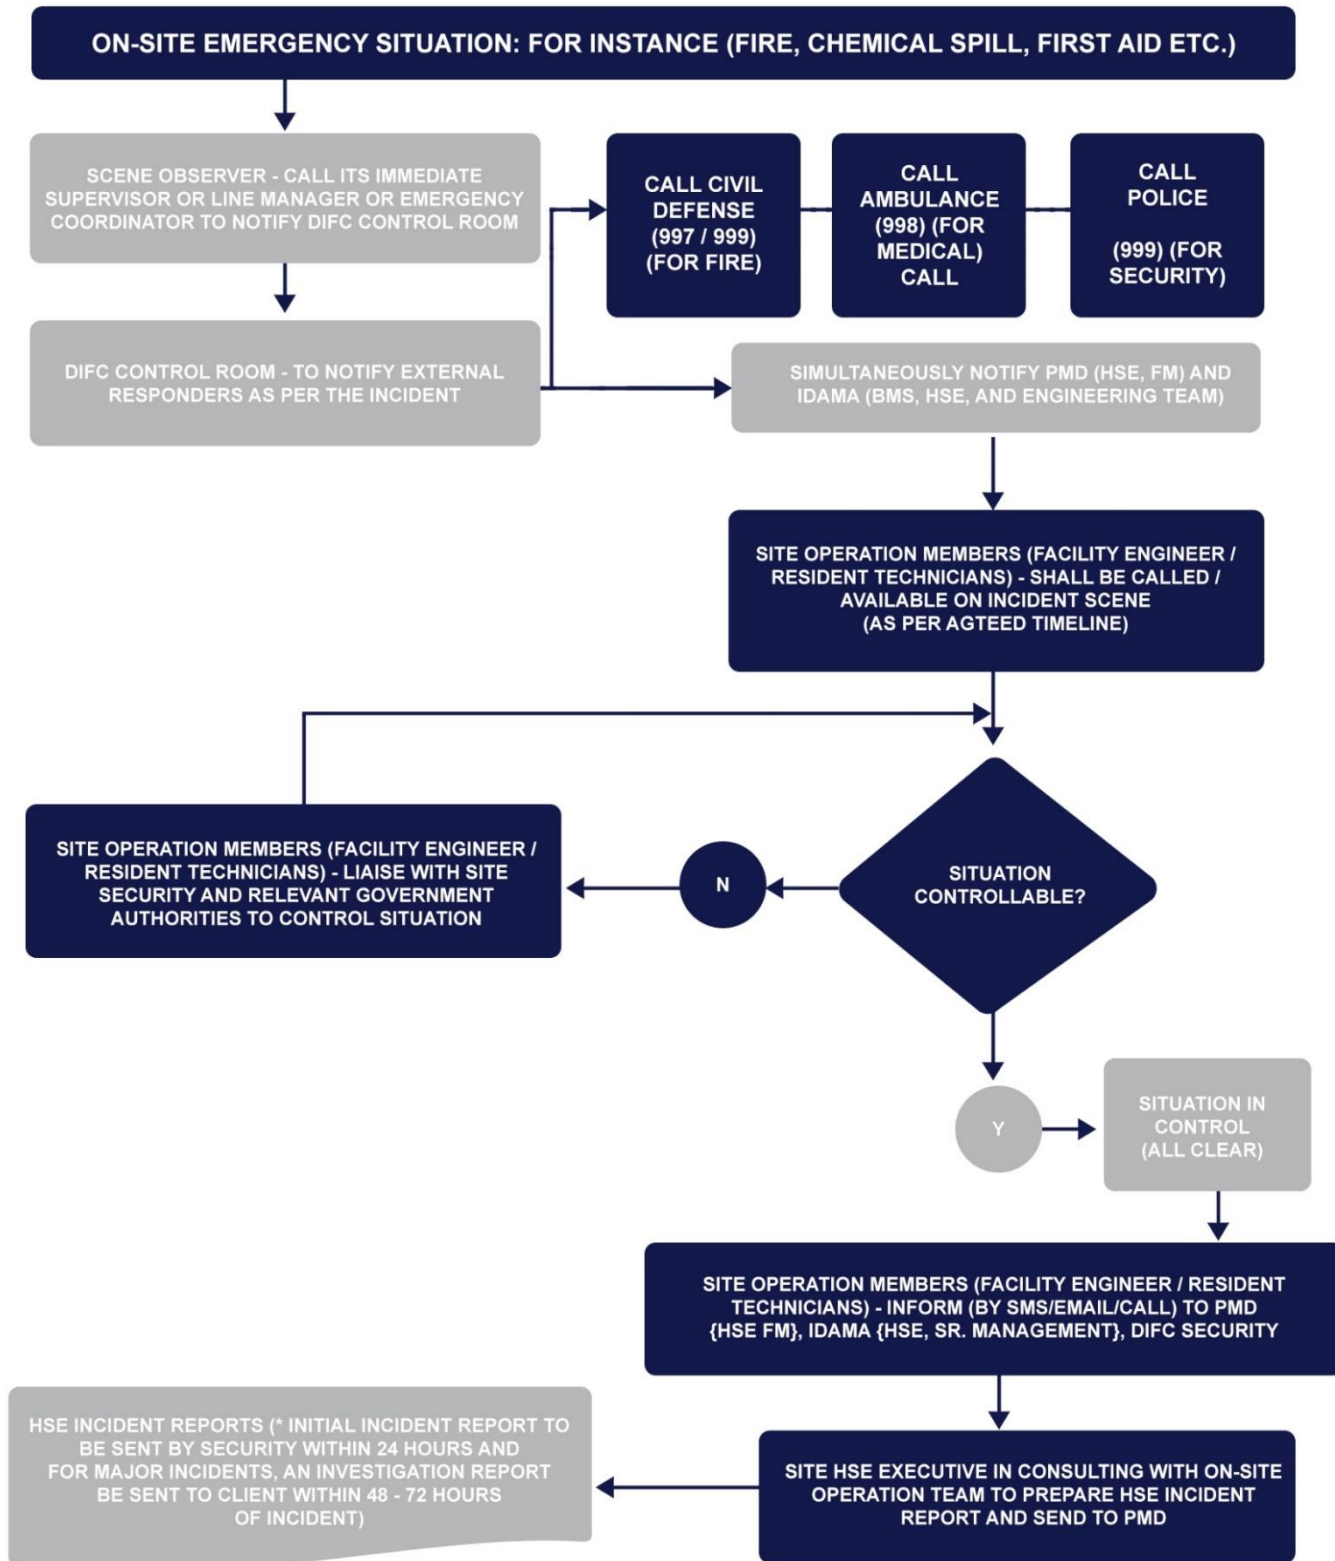 ON-SITE EMERGENCY SITUATION: FOR INSTANCE (FIRE, CHEMICAL SPILL, FIRST AID ETC.)
SCENE OBSERVER - CALL ITS IMMEDIATE
SUPERVISOR OR LINE MANAGER OR EMERGENCY
COORDINATOR TO NOTIFY DIFC CONTROL ROOM
CALL CIVIL
DEFENSE
(997 / 999)
(FOR FIRE)
CALL
AMBULANCE
(998) (FOR
MEDICAL)
CALL
CALL
POLICE
(999) (FOR
SECURITY)
DIFC CONTROL ROOM - TO NOTIFY EXTERNAL
RESPONDERS AS PER THE INCIDENT
SIMULTANEOUSLY NOTIFY PMD (HSE, FM) AND
IDAMA (BMS, HSE, AND ENGINEERING TEAM)
SITE OPERATION MEMBERS (FACILITY ENGINEER /
RESIDENT TECHNICIANS) - SHALL BE CALLED /
AVAILABLE ON INCIDENT SCENE
(AS PER AGTEED TIMELINE)
SITUATION
CONTROLLABLE?
N
SITE OPERATION MEMBERS (FACILITY ENGINEER /
RESIDENT TECHNICIANS) - LIAISE WITH SITE
SECURITY AND RELEVANT GOVERNMENT
AUTHORITIES TO CONTROL SITUATION
Y
SITUATION IN
CONTROL
(ALL CLEAR)
SITE OPERATION MEMBERS (FACILITY ENGINEER / RESIDENT
TECHNICIANS) - INFORM (BY SMS/EMAIL/CALL) TO PMD
{HSE FM}, IDAMA {HSE, SR. MANAGEMENT}, DIFC SECURITY
SITE HSE EXECUTIVE IN CONSULTING WITH ON-SITE
OPERATION TEAM TO PREPARE HSE INCIDENT
REPORT AND SEND TO PMD
HSE INCIDENT REPORTS (* INITIAL INCIDENT REPORT TO
BE SENT BY SECURITY WITHIN 24 HOURS AND
FOR MAJOR INCIDENTS, AN INVESTIGATION REPORT
BE SENT TO CLIENT WITHIN 48 - 72 HOURS
OF INCIDENT)